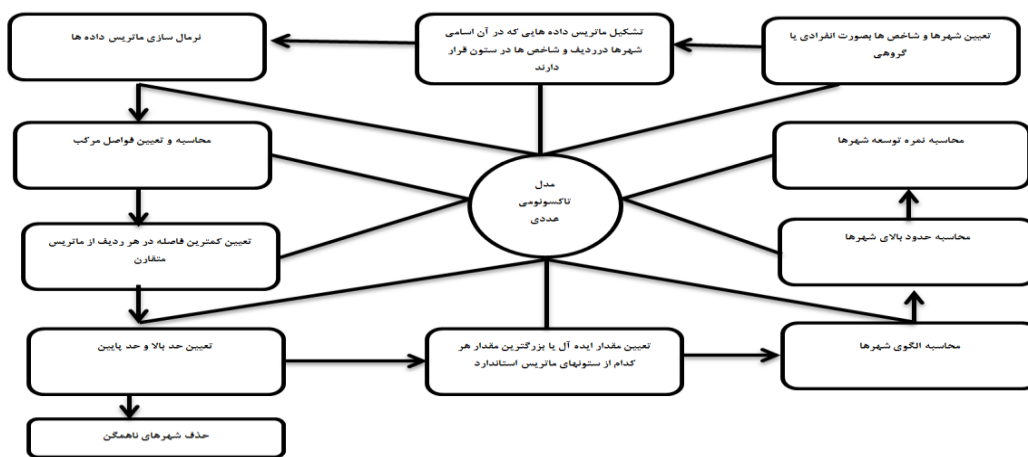 تعیین شهرها و شاخص ها بصورت انفرادی یا
گروهی
تشکیل ماتریس داده هایی که در آن اسامی
شهرها درردیف و شاخص ها در ستون قرار
دارند
نرمال سازی ماتریس داده ها
محاسبه و تعیین فواصل مرکب
تعیین کمترین فاصله در هر ردیف از ماتریس
متقارن
تعیین حد بالا و حد پایین
حذف شهرهای ناهمگن
تعیین مقدار ایده آل یا بزرگترین مقدار هر
کدام از ستونهای ماتریس استاندارد
محاسبه الگوی شهرها
محاسبه حدود بالای شهرها
محاسبه نمره توسعه شهرها
مدل
تاکسونومی
عددی